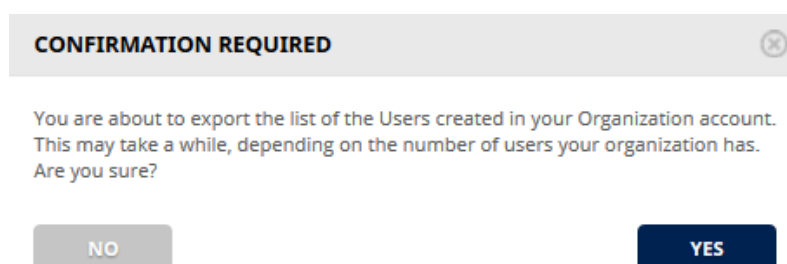 CONFIRMATION REQUIRED
You are about to export the list of the Users created in your Organization account.
This may take a while, depending on the number of users your organization has.
Are you sure?
NO
YES